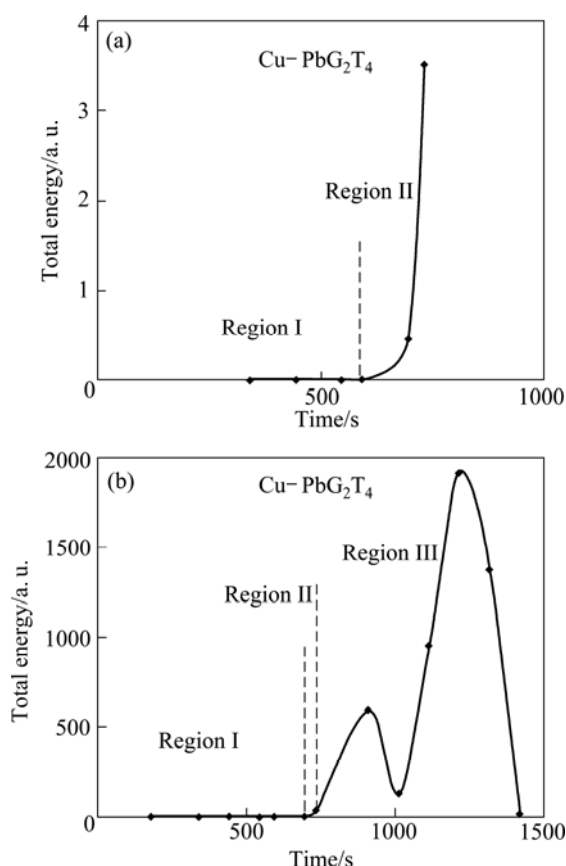 (a)
Cu−PbG₂T₄
Total energy/a. u.
4
3
2
1
0
Region I
Region II
500
1000
Time/s
(b)
Cu−PbG₂T₄
Total energy/a. u.
2000
1500
1000
500
0
Region I
Region II
Region III
500
1000
1500
Time/s